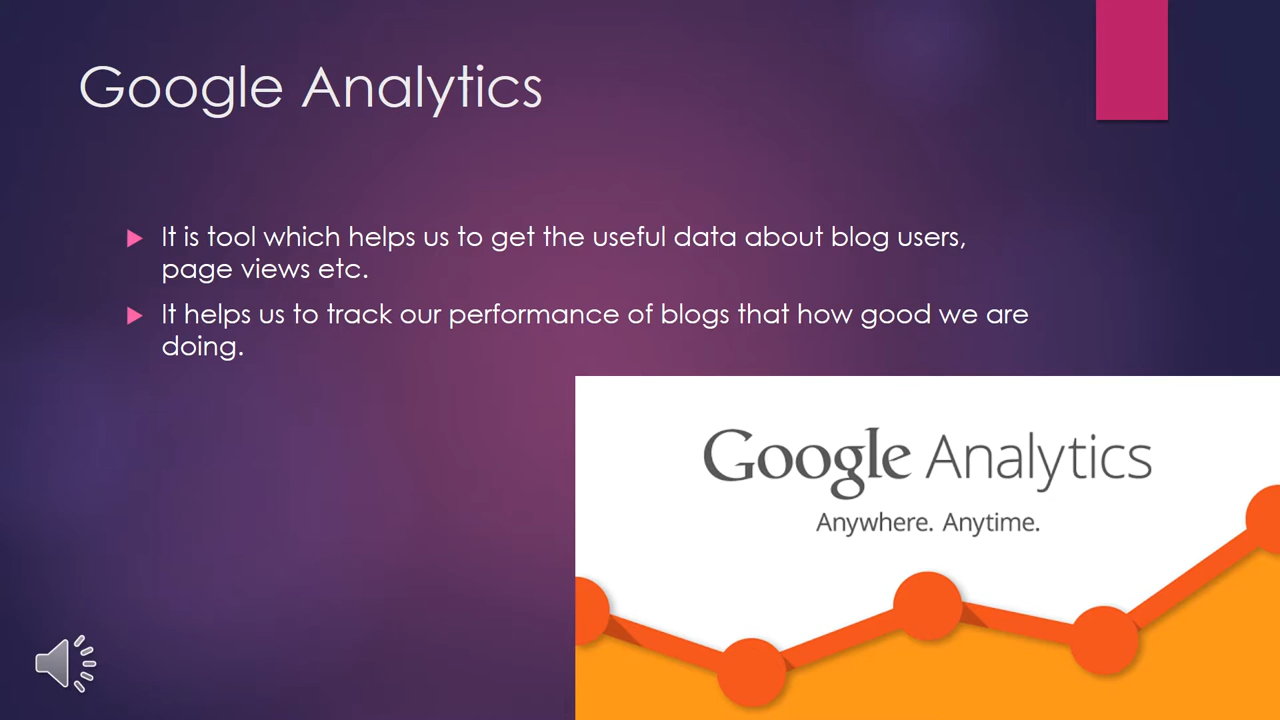 Google Analytics
It is tool which helps us to get the useful data about blog users,
page views etc.
It helps us to track our performance of blogs that how good we are
doing.
Google Analytics
Anywhere. Anytime.